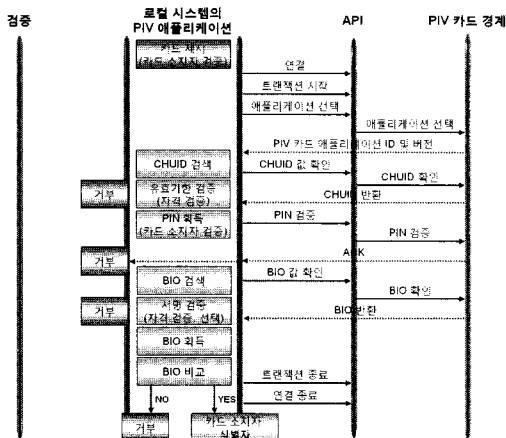 검증
로컬 시스템의
PIV 애플리케이션
API
PIV 카드 경계
카드 제시
(카드 소지자 검증)
연결
트랜잭션 시작
애플리케이션 선택
애플리케이션 선택
PIV 카드 애플리케이션 ID 및 버전
CHUID 검색
CHUID 값 확인
CHUID 확인
거부
유효기한 검증
(자격 검증)
CHUID 반환
PIN 획득
(카드 소지자 검증)
PIN 검증
PIN 검증
거부
ACK
BIO 검색
BIO 값 확인
BIO 확인
거부
서명 검증
(자격 검증, 선택)
BIO 반환
BIO 획득
BIO 비교
트랜잭션 종료
NO
YES
연결 종료
거부
카드 소지자
식별자